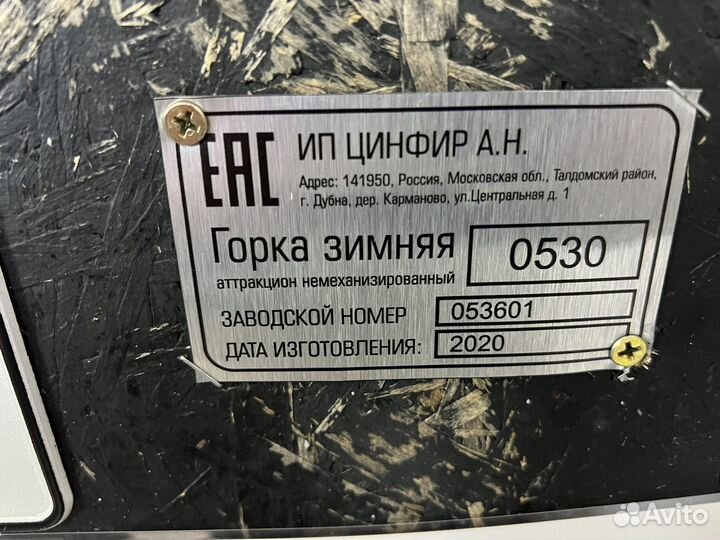 EAC
ИП ЦИНФИР А.Н.
Адрес: 141950, Россия, Московская обл., Талдомский район,
г. Дубна, дер. Карманово, ул.Центральная д. 1
Горка зимняя
аттракцион немеханизированный
0530
ЗАВОДСКОЙ НОМЕР 053601
ДАТА ИЗГОТОВЛЕНИЯ: 2020
Avito